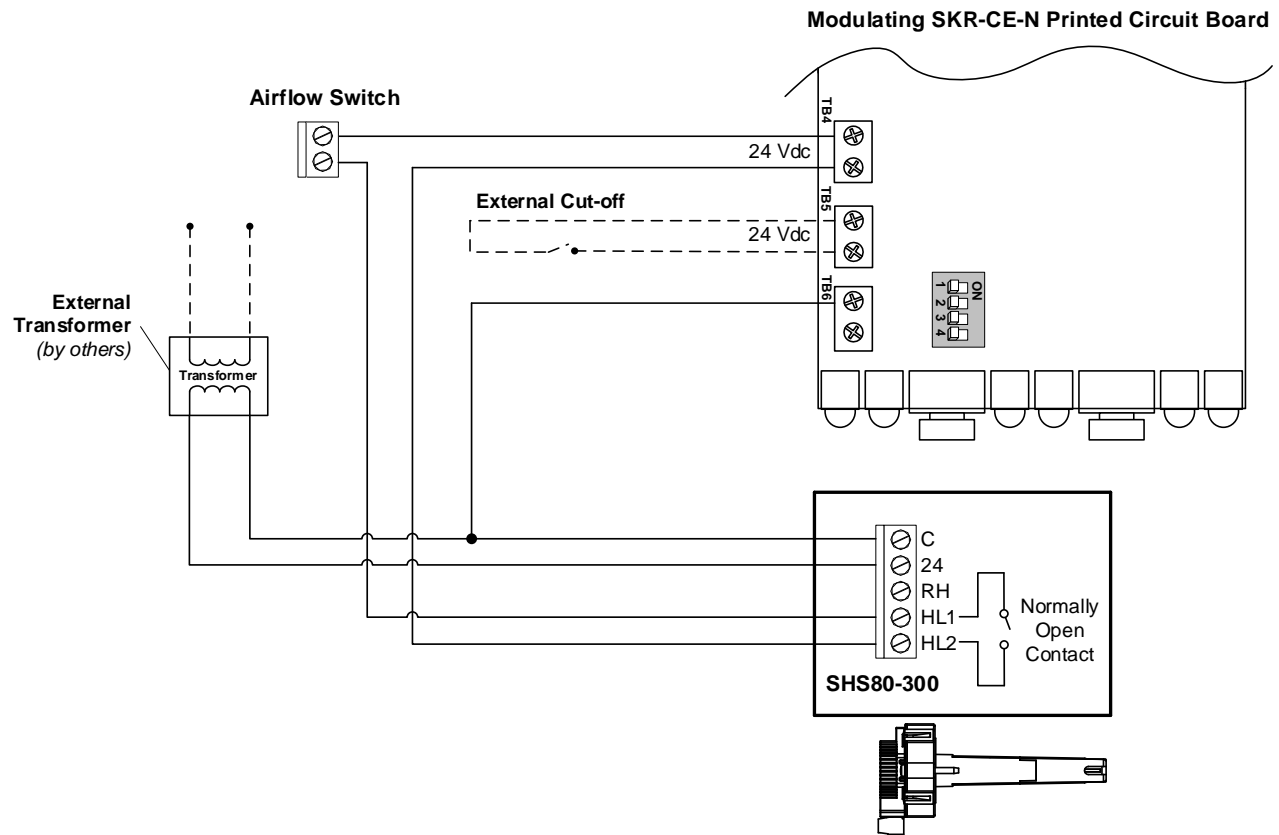 Modulating SKR-CE-N Printed Circuit Board
Airflow Switch
TB4
24 Vdc
External Cut-off
TB5
24 Vdc
TB6
ON
1
2
3
4
External
Transformer
(by others)
Transformer
C
24
RH
HL1
HL2
Normally
Open
Contact
SHS80-300